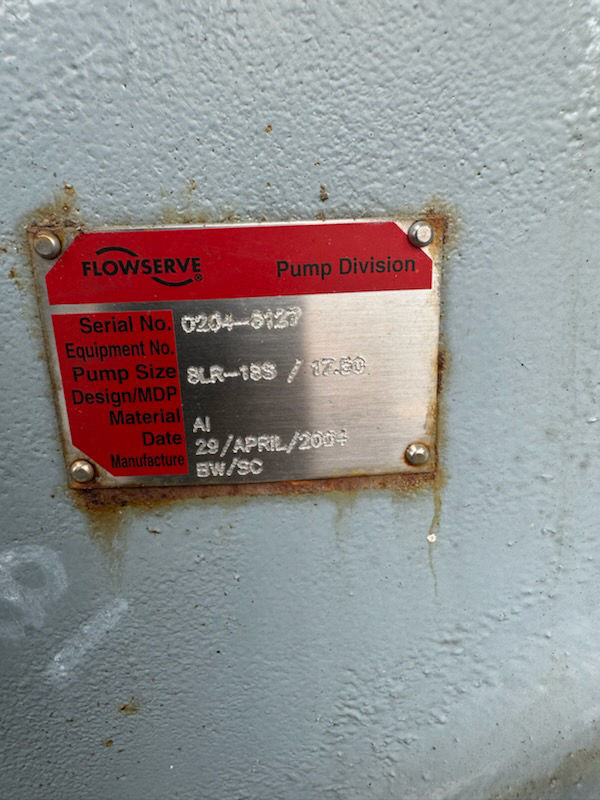 FLOWSERVE®
Pump Division
Serial No. 0204-6127
Equipment No.
Pump Size 8LR-18S / 17.50
Design/MDP
Material A1
Date 29/APRIL/2004
Manufacture BW/SC